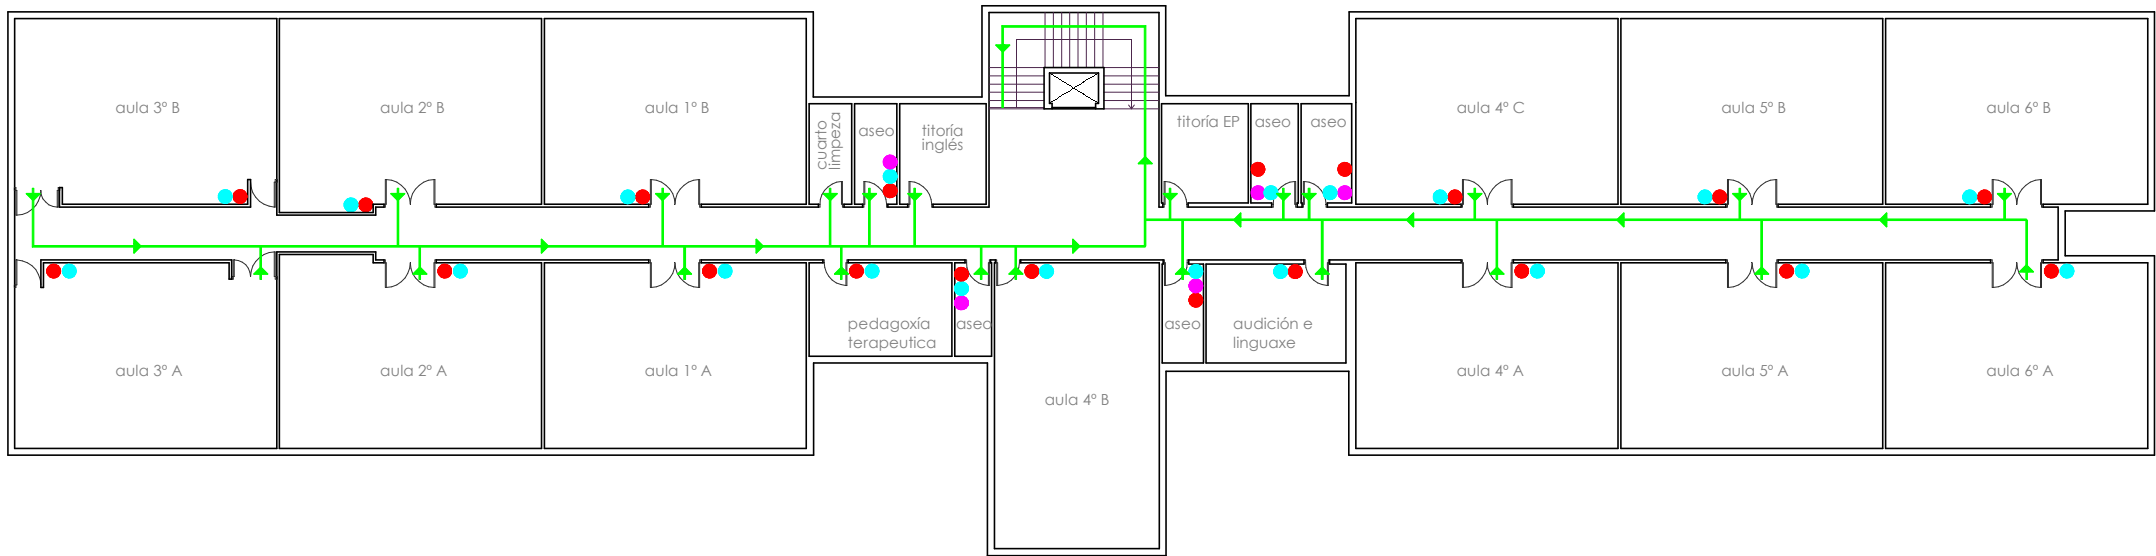 aula 3º B
aula 2º B
aula 1º B
cuarto
limpeza
aseo
titoría
inglés
titoría EP
aseo
aseo
aula 4º C
aula 5º B
aula 6º B
aula 3º A
aula 2º A
aula 1º A
pedagoxía
terapeutica
aseo
aula 4º B
aseo
audición e
linguaxe
aula 4º A
aula 5º A
aula 6º A